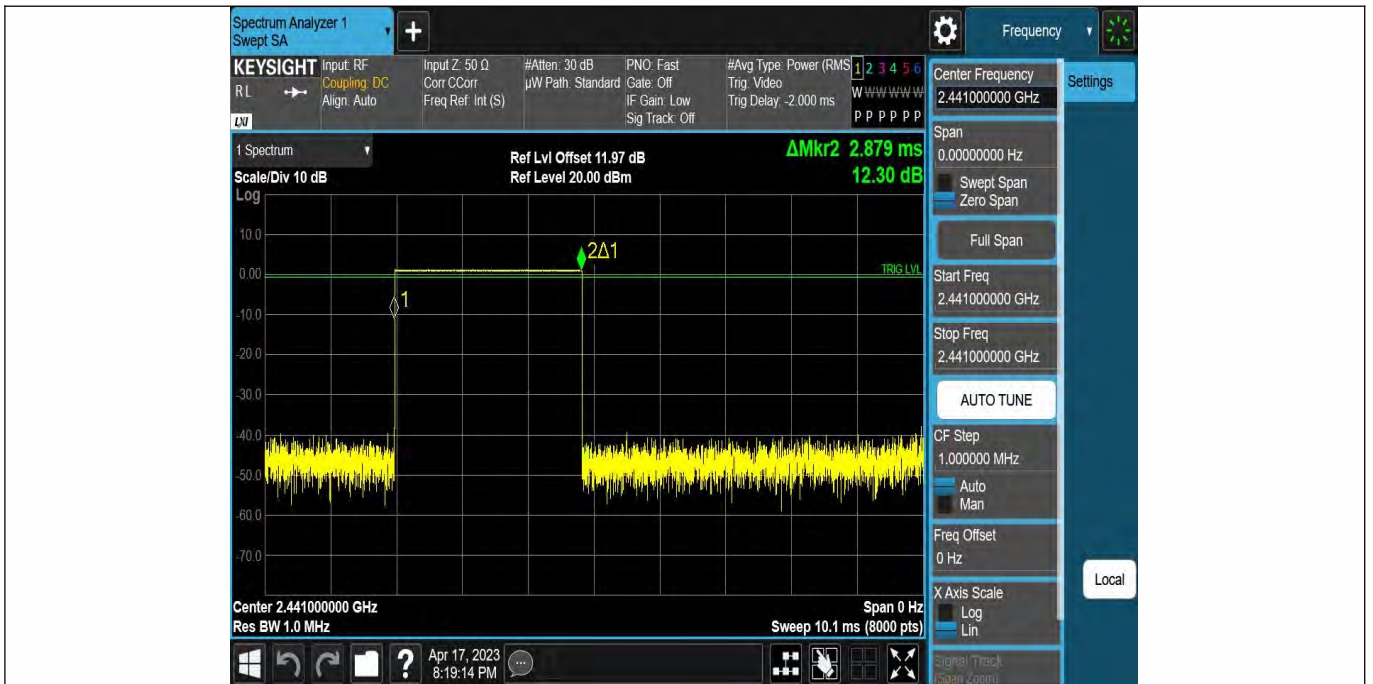 Spectrum Analyzer 1
Swept SA
+
Frequency
KEYSIGHT
RL
LXI
Input: RF
Coupling: DC
Align: Auto
Input Z: 50 Ω
Corr CCorr
Freq Ref: Int (S)
#Atten: 30 dB
µW Path: Standard
PNO: Fast
Gate: Off
IF Gain: Low
Sig Track: Off
#Avg Type: Power (RMS
Trig: Video
Trig Delay: -2.000 ms
1 2 3 4 5 6
W W W W W W
P P P P P P
Center Frequency
2.441000000 GHz
Settings
1 Spectrum
Scale/Div 10 dB
Ref Lvl Offset 11.97 dB
Ref Level 20.00 dBm
ΔMkr2 2.879 ms
12.30 dB
Span
0.00000000 Hz
Swept Span
Zero Span
Full Span
Start Freq
2.441000000 GHz
Stop Freq
2.441000000 GHz
AUTO TUNE
CF Step
1.000000 MHz
Auto
Man
Freq Offset
0 Hz
X Axis Scale
Log
Lin
Signal Track
(Span Zoom)
Local
Log
10.0
0.00
-10.0
-20.0
-30.0
-40.0
-50.0
-60.0
-70.0
2Δ1
1
TRIG LVL
Center 2.441000000 GHz
Res BW 1.0 MHz
Span 0 Hz
Sweep 10.1 ms (8000 pts)
?
Apr 17, 2023
8:19:14 PM